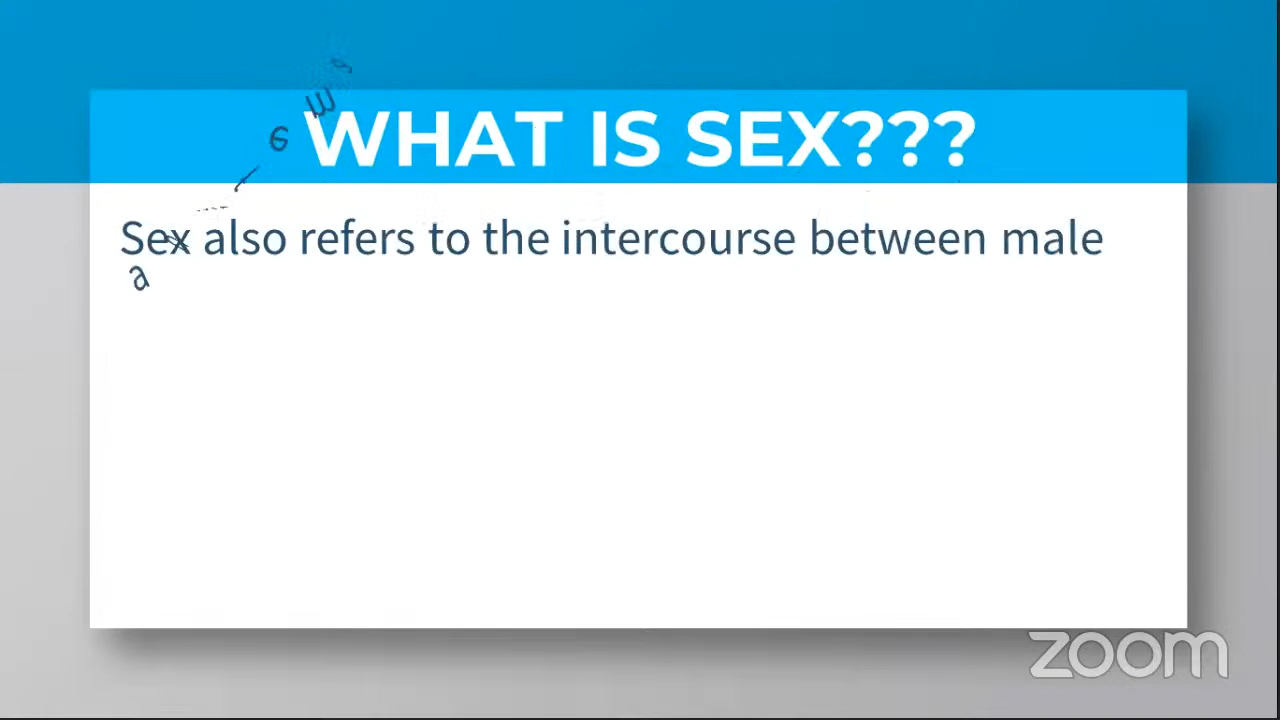 WHAT IS SEX???
Sex also refers to the intercourse between male
a
zoom